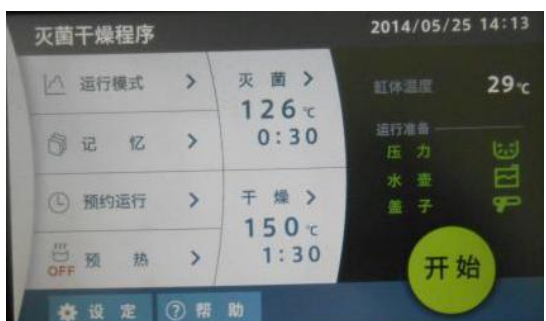 灭菌干燥程序
2014/05/25 14:13
运行模式 >
记忆 >
预约运行 >
OFF 预热 >
灭菌 >
126℃
0:30
干燥 >
150℃
1:30
缸体温度 29℃
运行准备
压力
水壶
盖子
开始
设定
? 帮助